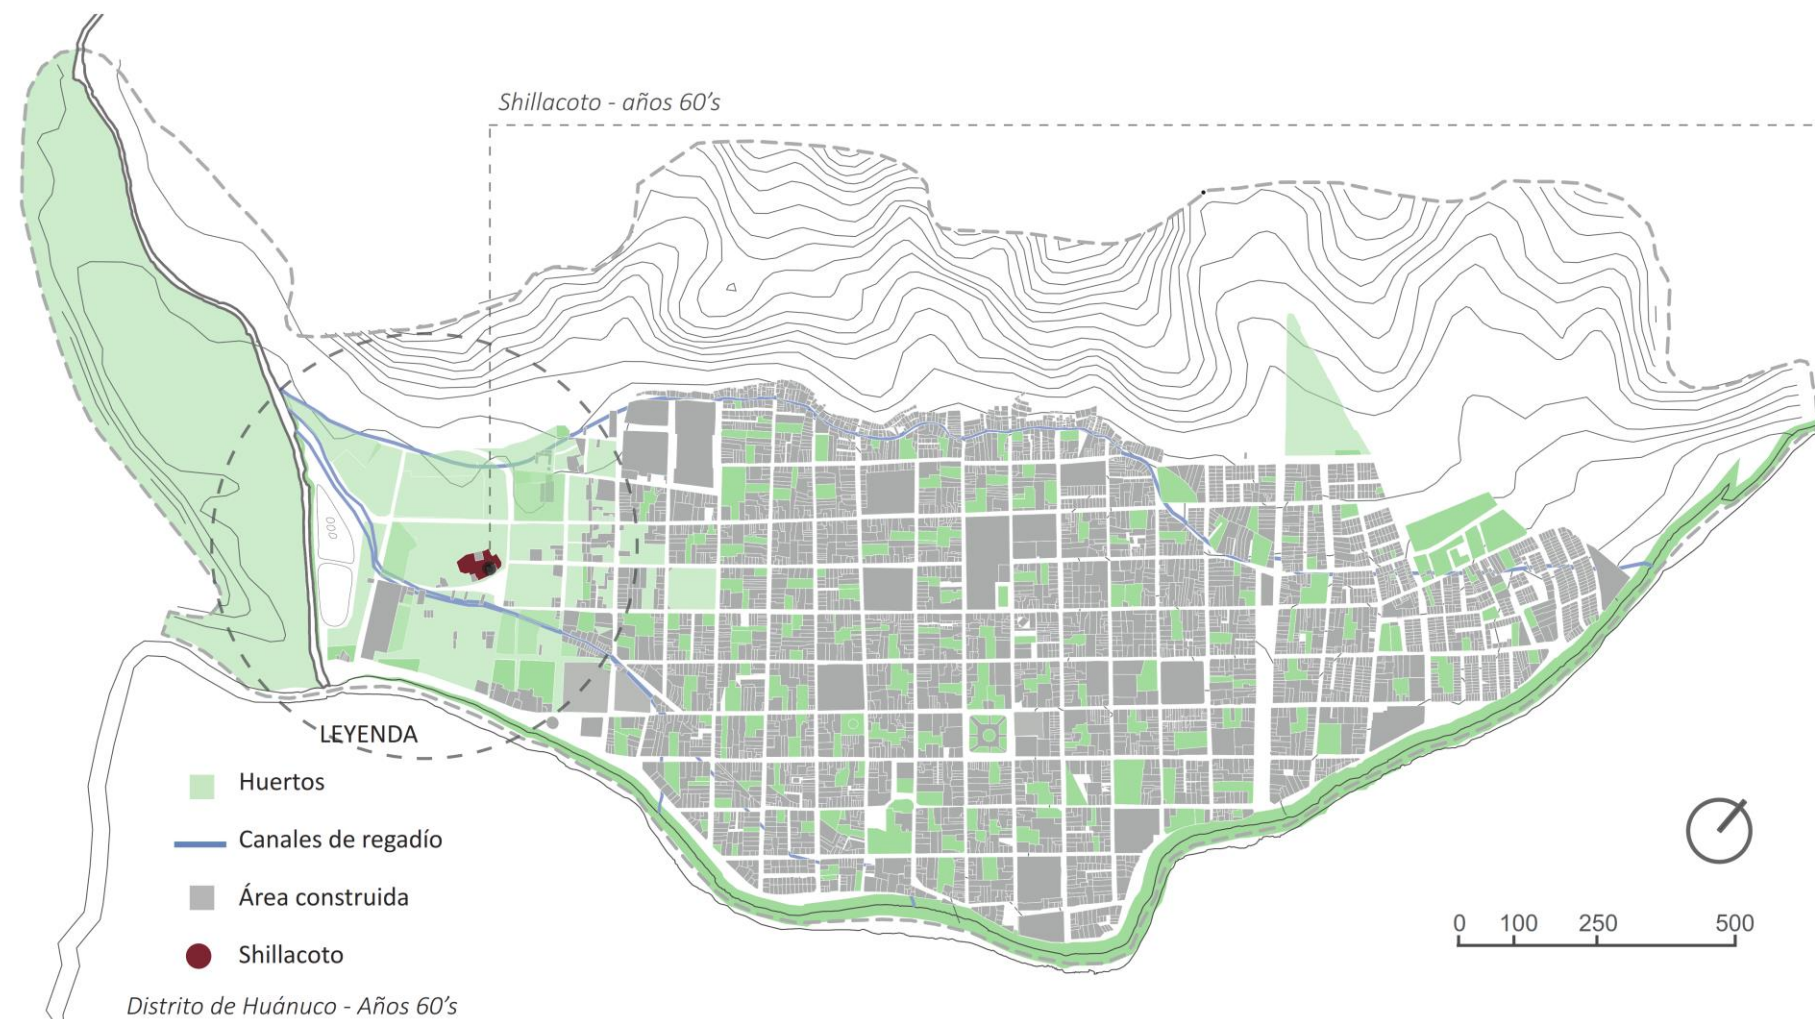 Shillacoto - años 60's
LEYENDA
Huertos
Canales de regadío
Área construida
Shillacoto
Distrito de Huánuco - Años 60's
0 100 250 500